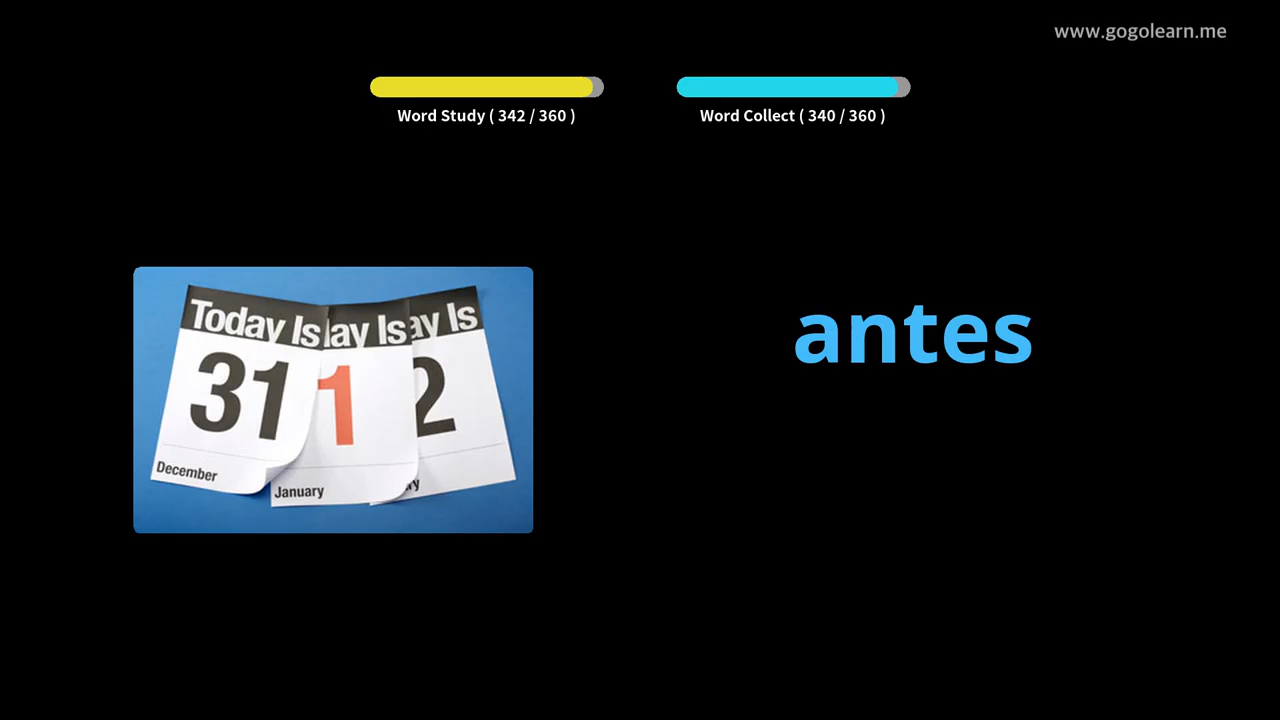 www.gogolearn.me
Word Study ( 342 / 360 )
Word Collect ( 340 / 360 )
Today Is
ay Is
ay Is
31
1
2
December
January
ry
antes